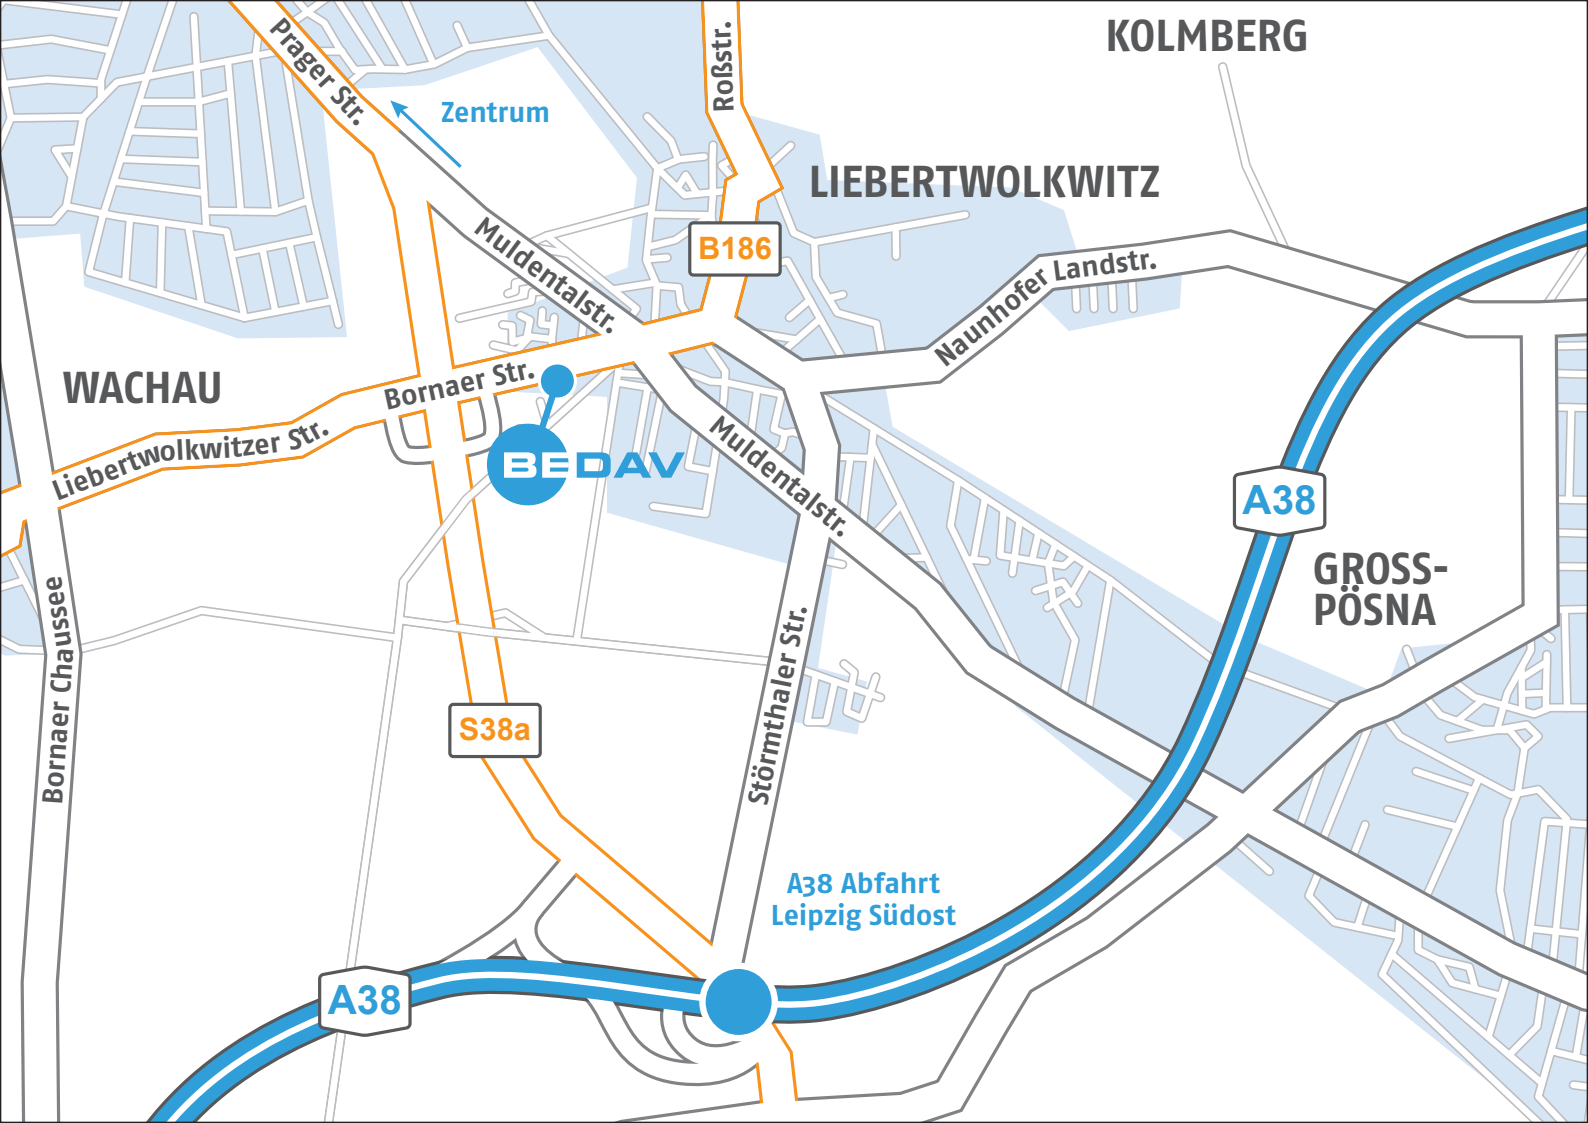 KOLMBERG
Prager Str.
Roßstr.
Zentrum
LIEBERTWOLKWITZ
Muldentalstr.
B186
Naunhofer Landstr.
WACHAU
Bornaer Str.
Liebertwolkwitzer Str.
BEDAV
Muldentalstr.
A38
GROSS-
PÖSNA
Bornaer Chaussee
Störmthaler Str.
S38a
A38 Abfahrt
Leipzig Südost
A38